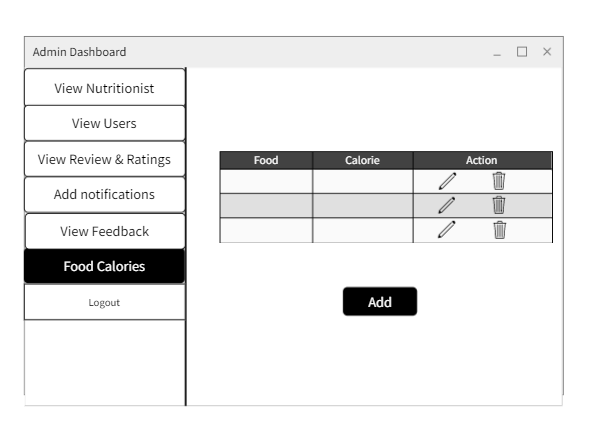 Admin Dashboard
View Nutritionist
View Users
View Review & Ratings
Add notifications
View Feedback
Food Calories
Logout
Food Calorie Action
Add